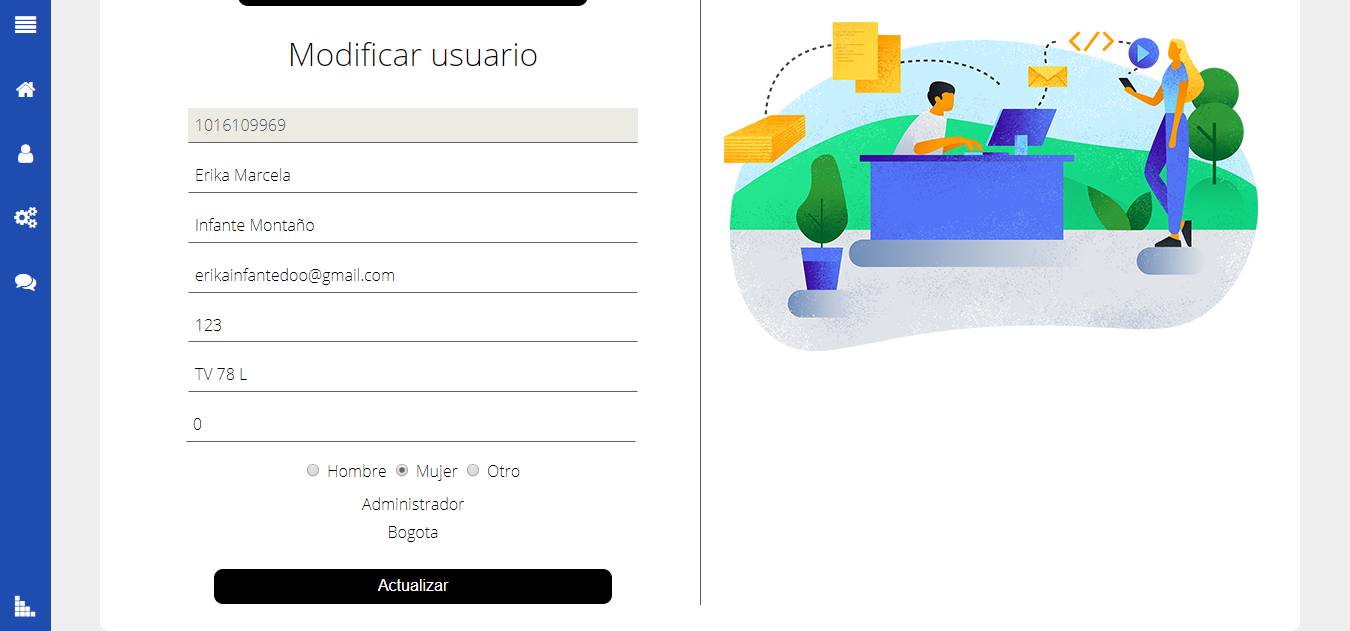 Modificar usuario
1016109969
Erika Marcela
Infante Montaño
erikainfantedoo@gmail.com
123
TV 78 L
0
Hombre Mujer Otro
Administrador
Bogota
Actualizar
</>